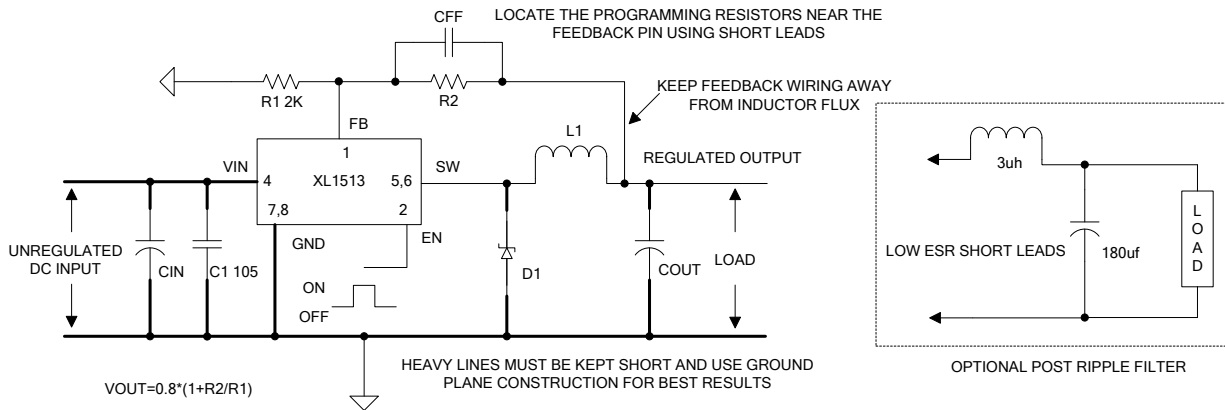 CFF
LOCATE THE PROGRAMMING RESISTORS NEAR THE
FEEDBACK PIN USING SHORT LEADS
R1 2K
R2
KEEP FEEDBACK WIRING AWAY
FROM INDUCTOR FLUX
FB
1
L1
VIN
4
XL1513
5,6
SW
REGULATED OUTPUT
7,8
2
GND
EN
UNREGULATED
DC INPUT
CIN
C1 105
ON
OFF
D1
COUT
LOAD
HEAVY LINES MUST BE KEPT SHORT AND USE GROUND
PLANE CONSTRUCTION FOR BEST RESULTS
VOUT=0.8*(1+R2/R1)
3uh
LOW ESR SHORT LEADS
180uf
L
O
A
D
OPTIONAL POST RIPPLE FILTER